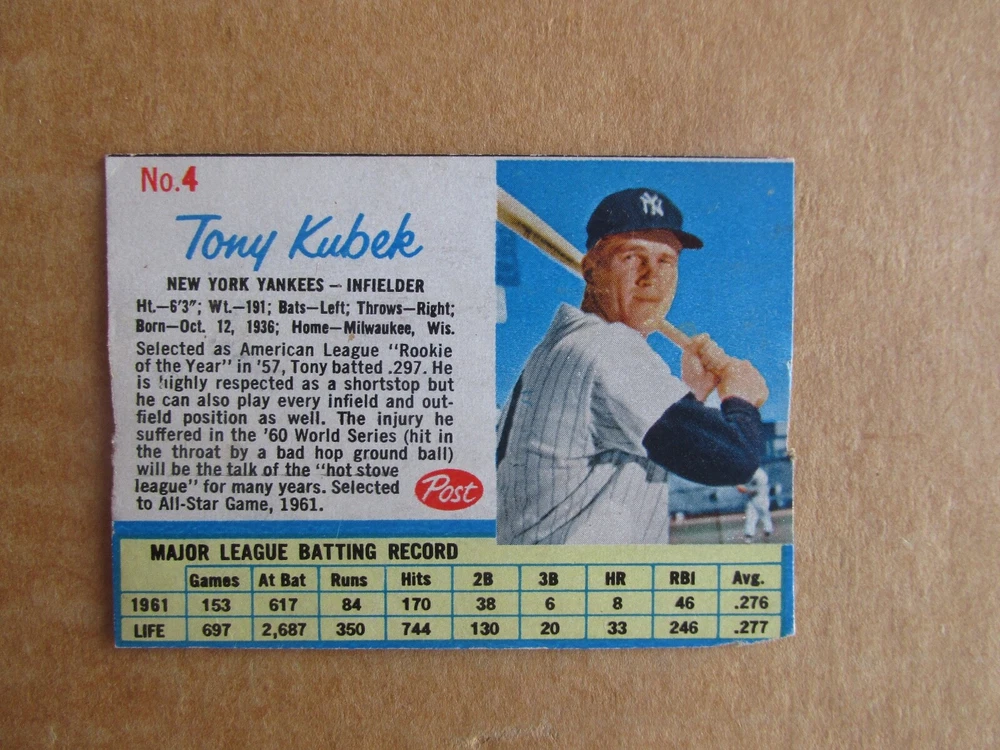 No.4
Tony Kubek
NEW YORK YANKEES – INFIELDER
Ht.—6'3"; Wt.—191; Bats—Left; Throws—Right;
Born—Oct. 12, 1936; Home—Milwaukee, Wis.
Selected as American League "Rookie
of the Year" in '57, Tony batted .297. He
is highly respected as a shortstop but
he can also play every infield and out-
field position as well. The injury he
suffered in the '60 World Series (hit in
the throat by a bad hop ground ball)
will be the talk of the "hot stove
league" for many years. Selected
to All-Star Game, 1961.
Post
NY
MAJOR LEAGUE BATTING RECORD
Games At Bat Runs Hits 2B 3B HR RBI Avg.
1961 153 617 84 170 38 6 8 46 .276
LIFE 697 2,687 350 744 130 20 33 246 .277